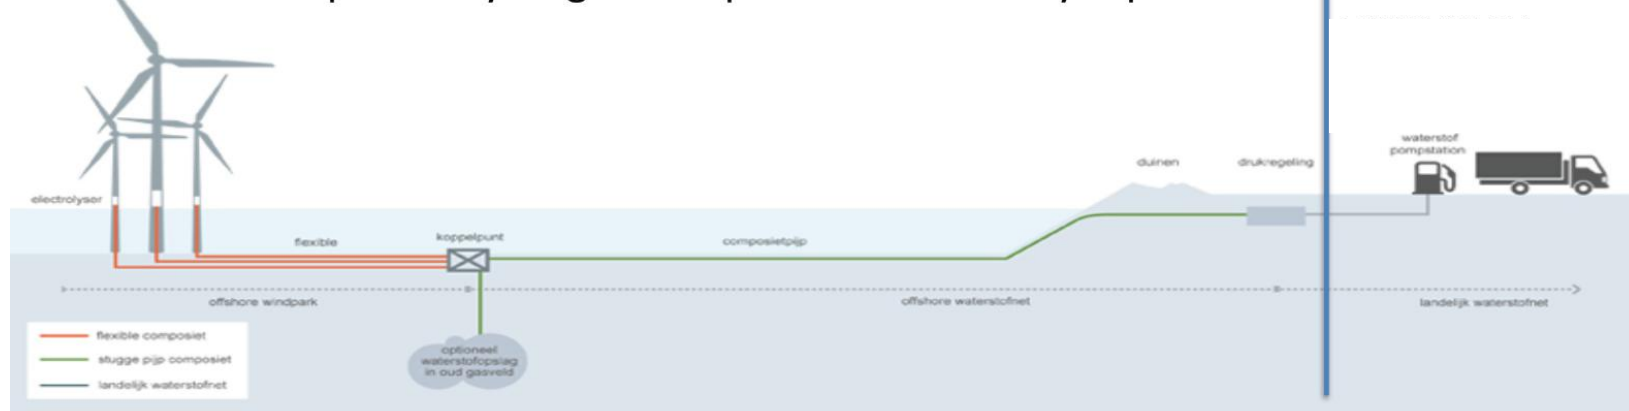 waterstof
pompstation
duinen
drukregeling
electrolyser
flexible
koppelpunt
composietpijp
offshore windpark
offshore waterstofnet
landelijk waterstofnet
flexible composiet
stugge pijp composiet
landelijk waterstofnet
optioneel
waterstofopslag
in oud gasveld